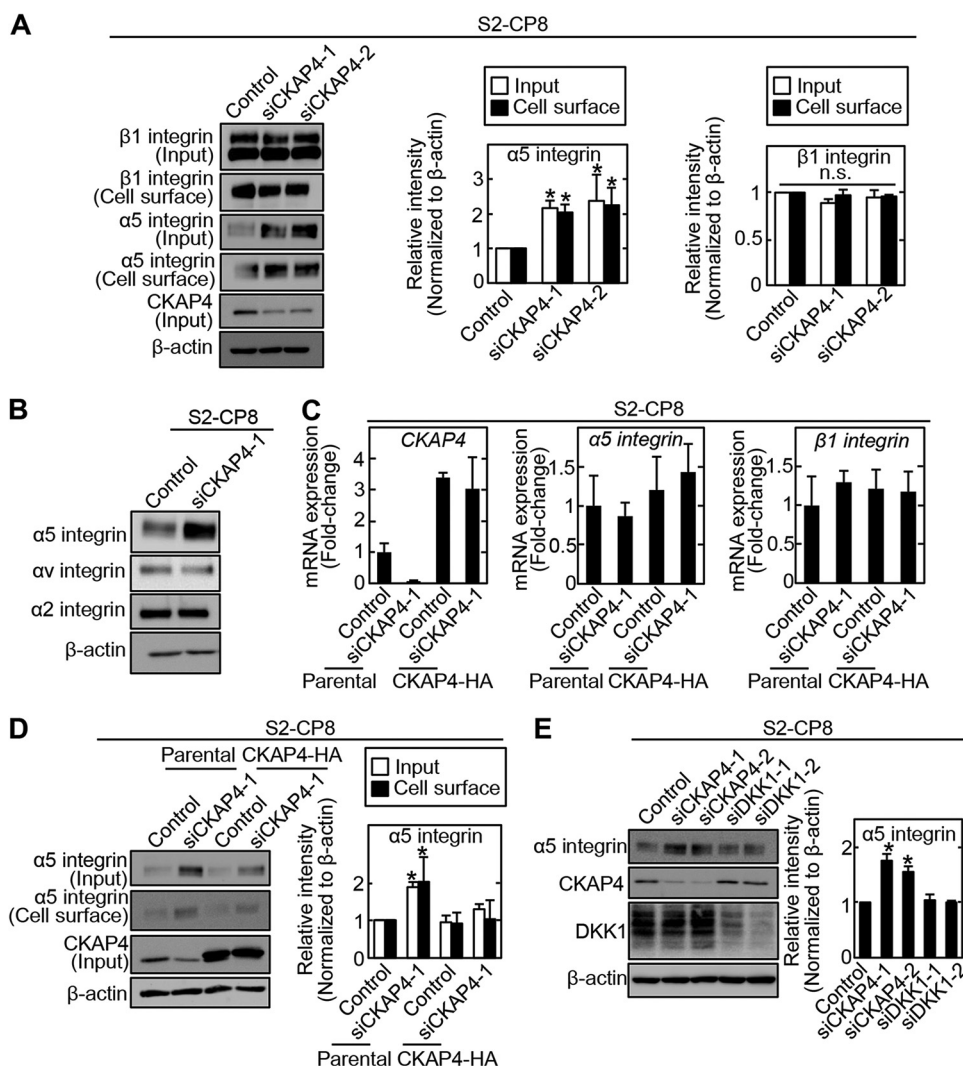 A
S2-CP8
Control
siCKAP4-1
siCKAP4-2
β1 integrin
(Input)
β1 integrin
(Cell surface)
α5 integrin
(Input)
α5 integrin
(Cell surface)
CKAP4
(Input)
β-actin
Input
Cell surface
Relative intensity
(Normalized to β-actin)
α5 integrin
3
2
1
0
* * * *
Control
siCKAP4-1
siCKAP4-2
Input
Cell surface
Relative intensity
(Normalized to β-actin)
β1 integrin
n.s.
1
0.5
0
Control
siCKAP4-1
siCKAP4-2
B
S2-CP8
Control
siCKAP4-1
α5 integrin
αv integrin
α2 integrin
β-actin
C
S2-CP8
mRNA expression
(Fold-change)
CKAP4
4
3
2
1
0
Control
siCKAP4-1
Control
siCKAP4-1
Parental
CKAP4-HA
mRNA expression
(Fold-change)
α5 integrin
1.5
1
0.5
0
Control
siCKAP4-1
Control
siCKAP4-1
Parental
CKAP4-HA
mRNA expression
(Fold-change)
β1 integrin
1.5
1
0.5
0
Control
siCKAP4-1
Control
siCKAP4-1
Parental
CKAP4-HA
D
S2-CP8
Parental CKAP4-HA
Control
siCKAP4-1
Control
siCKAP4-1
α5 integrin
(Input)
α5 integrin
(Cell surface)
CKAP4
(Input)
β-actin
Input
Cell surface
Relative intensity
(Normalized to β-actin)
α5 integrin
3
2
1
0
* *
Control
siCKAP4-1
Control
siCKAP4-1
Parental CKAP4-HA
E
S2-CP8
Control
siCKAP4-1
siCKAP4-2
siDKK1-1
siDKK1-2
α5 integrin
CKAP4
DKK1
β-actin
Relative intensity
(Normalized to β-actin)
α5 integrin
2
1
0
* *
Control
siCKAP4-1
siCKAP4-2
siDKK1-1
siDKK1-2